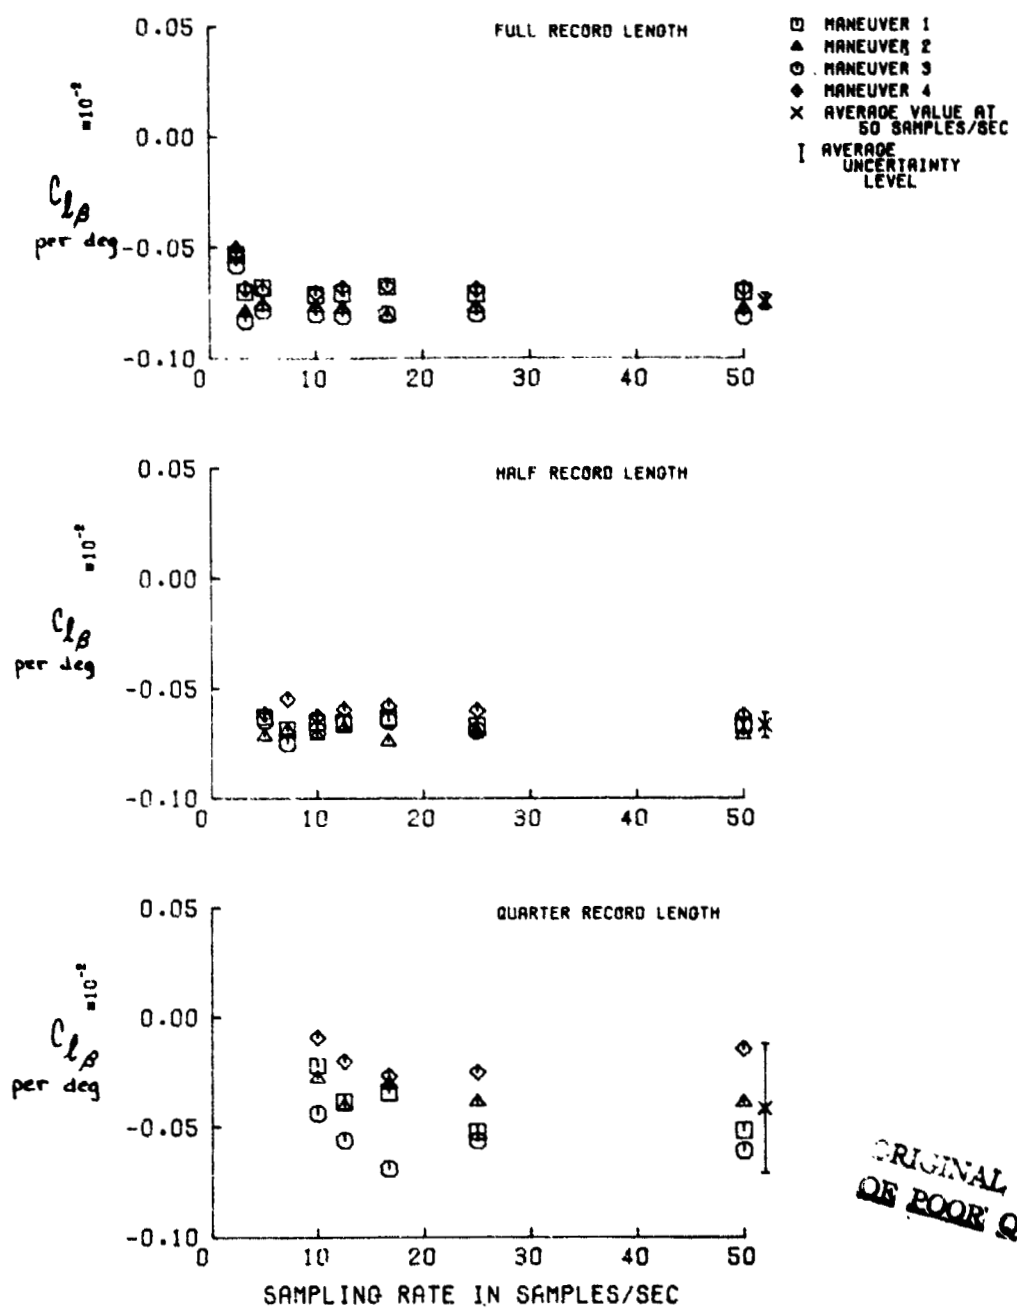 FULL RECORD LENGTH
MANEUVER 1
MANEUVER 2
MANEUVER 3
MANEUVER 4
AVERAGE VALUE AT
50 SAMPLES/SEC
AVERAGE
UNCERTAINTY
LEVEL
0.05
×10⁻²
0.00
C_lβ
per deg
-0.05
-0.10
0 10 20 30 40 50
HALF RECORD LENGTH
0.05
×10⁻²
0.00
C_lβ
per deg
-0.05
-0.10
0 10 20 30 40 50
QUARTER RECORD LENGTH
0.05
×10⁻²
0.00
C_lβ
per deg
-0.05
-0.10
0 10 20 30 40 50
SAMPLING RATE IN SAMPLES/SEC
ORIGINAL
OF POOR Q